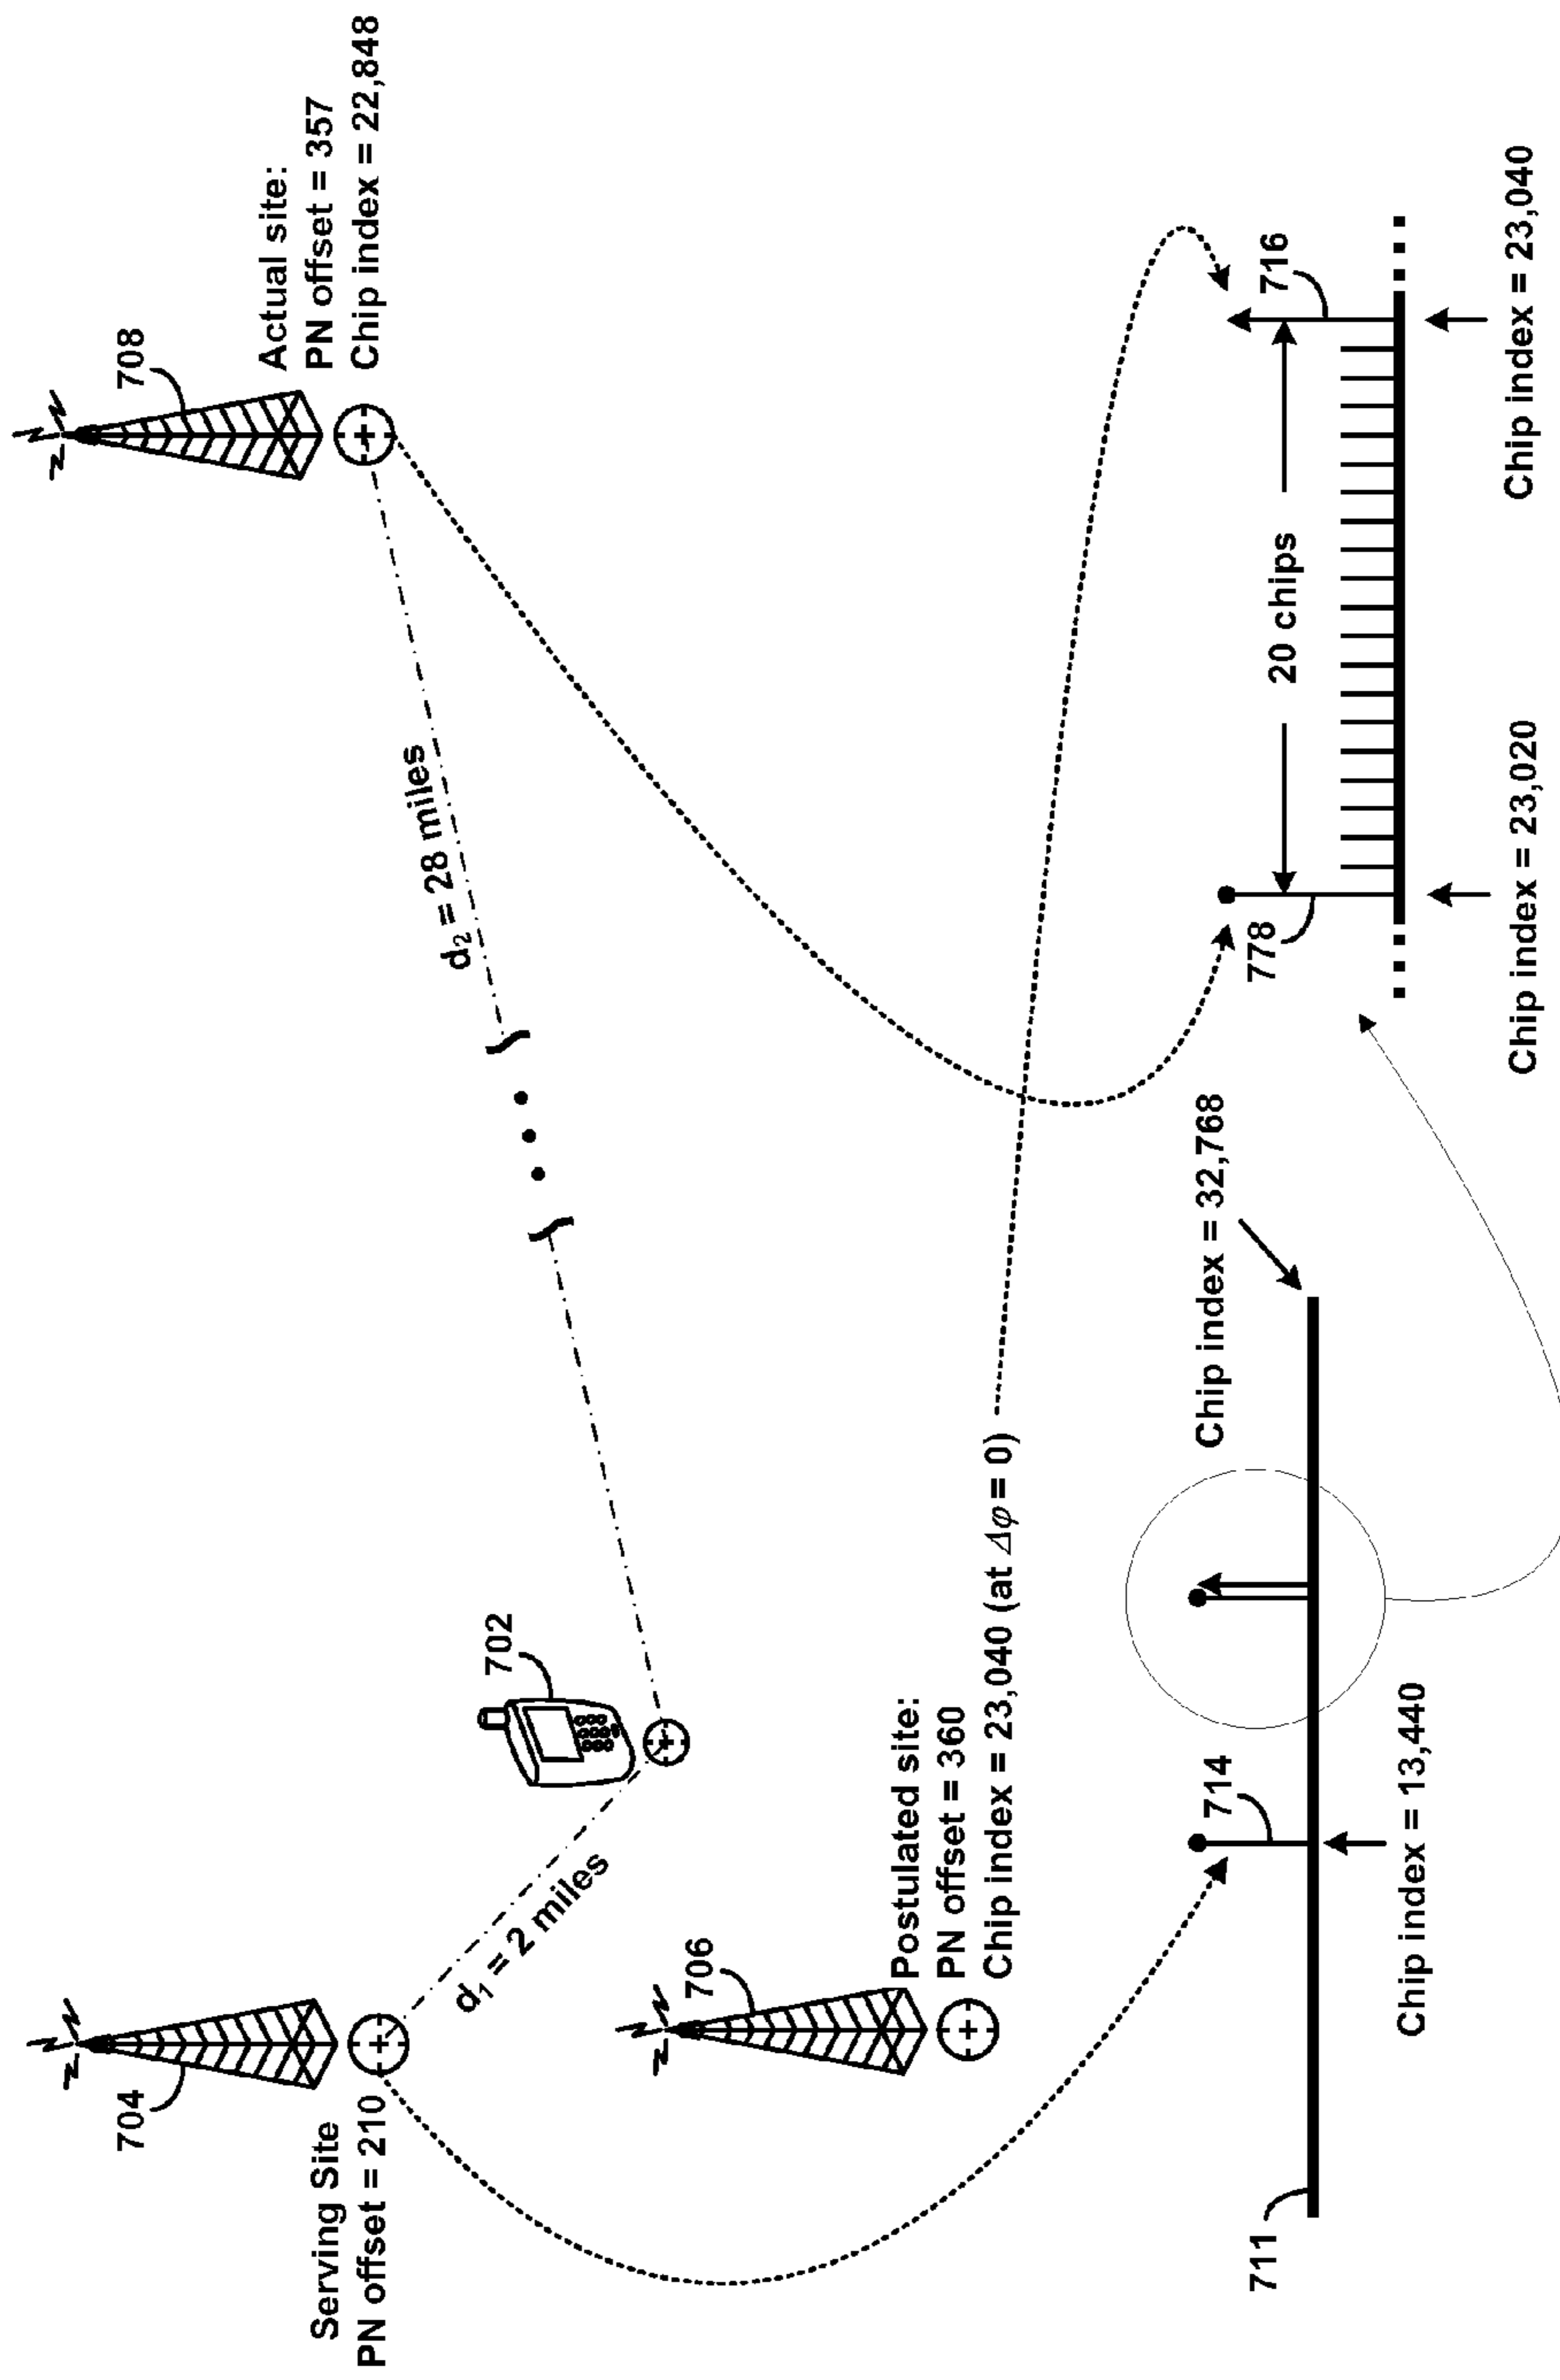 704
Serving Site
PN offset = 210
d₁ = 2 miles
702
d₂ = 28 miles
708
Actual site:
PN offset = 357
Chip index = 22,848
706
Postulated site:
PN offset = 360
Chip index = 23,040 (at Δφ = 0)
711
714
Chip index = 13,440
Chip index = 32,768
778
20 chips
716
Chip index = 23,020
Chip index = 23,040